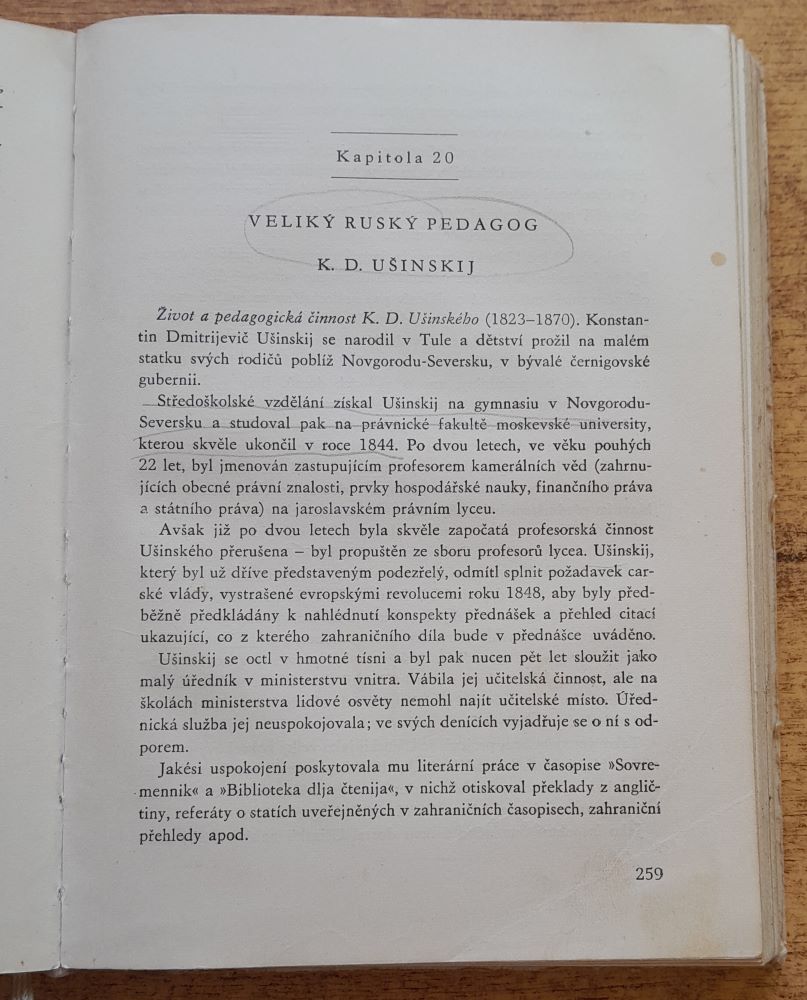 Kapitola 20
VELIKÝ RUSKÝ PEDAGOG
K. D. UŠINSKIJ
Život a pedagogická činnost K. D. Ušinského (1823–1870). Konstan-
tin Dmitrijevič Ušinskij se narodil v Tule a dětství prožil na malém
statku svých rodičů poblíž Novgorodu-Seversku, v bývalé černigovské
gubernii.
Středoškolské vzdělání získal Ušinskij na gymnasiu v Novgorodu-
Seversku a studoval pak na právnické fakultě moskevské university,
kterou skvěle ukončil v roce 1844. Po dvou letech, ve věku pouhých
22 let, byl jmenován zastupujícím profesorem kamerálních věd (zahrnu-
jících obecné právní znalosti, prvky hospodářské nauky, finančního práva
a státního práva) na jaroslavském právním lyceu.
Avšak již po dvou letech byla skvěle započatá profesorská činnost
Ušinského přerušena – byl propuštěn ze sboru profesorů lycea. Ušinskij,
který byl už dříve představeným podezřelý, odmítl splnit požadavek car-
ské vlády, vystrašené evropskými revolucemi roku 1848, aby byly před-
běžně předkládány k nahlédnutí konspekty přednášek a přehled citací
ukazující, co z kterého zahraničního díla bude v přednášce uváděno.
Ušinskij se octl v hmotné tísni a byl pak nucen pět let sloužit jako
malý úředník v ministerstvu vnitra. Vábila jej učitelská činnost, ale na
školách ministerstva lidové osvěty nemohl najít učitelské místo. Úřed-
nická služba jej neuspokojovala; ve svých denících vyjadřuje se o ní s od-
porem.
Jakési uspokojení poskytovala mu literární práce v časopise »Sovre-
mennik« a »Biblioteka dlja čtenija«, v nichž otiskoval překlady z anglič-
tiny, referáty o statích uveřejněných v zahraničních časopisech, zahraniční
přehledy apod.
259